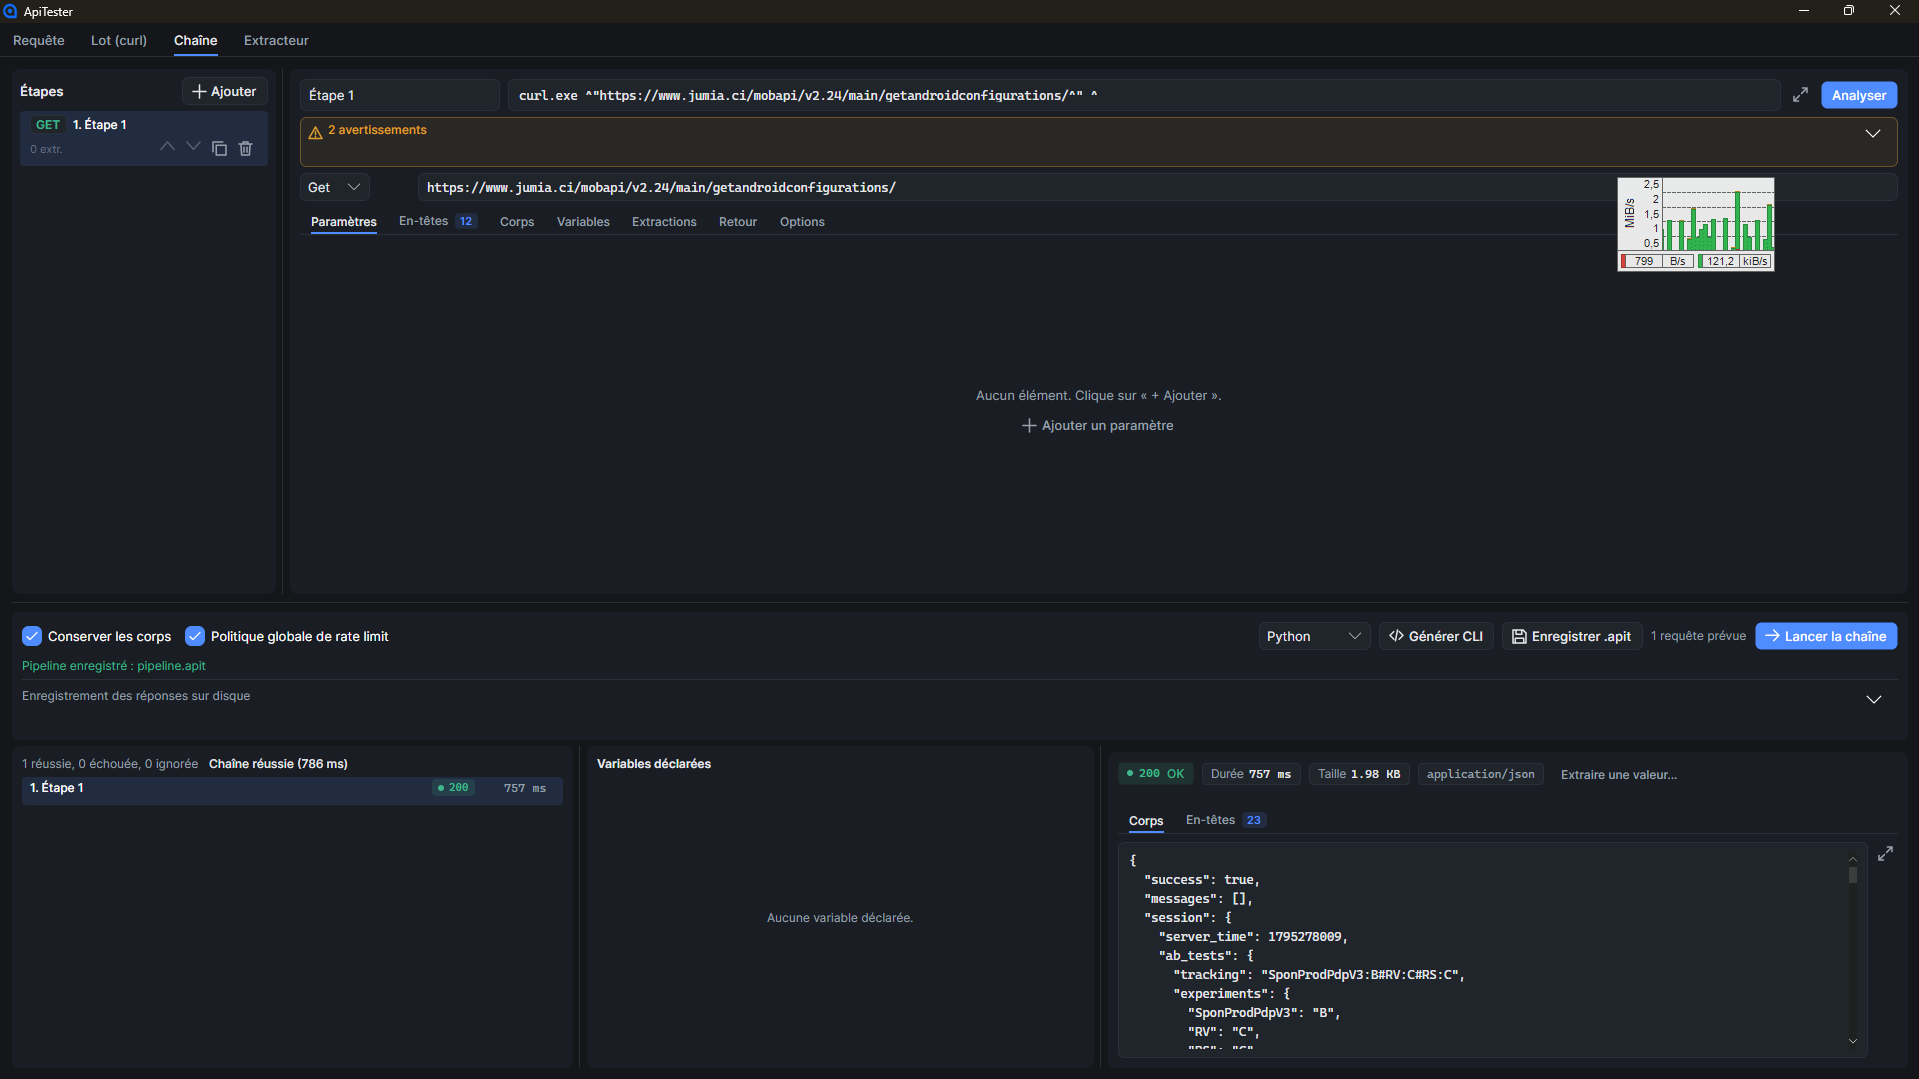 ApiTester
Requête Lot (curl) Chaîne Extracteur
Étapes
Ajouter
GET 1. Étape 1
0 extr.
Étape 1
curl.exe ^"https://www.jumia.ci/mobapi/v2.24/main/getandroidconfigurations/^" ^
Analyser
2 avertissements
Get
https://www.jumia.ci/mobapi/v2.24/main/getandroidconfigurations/
Paramètres En-têtes 12 Corps Variables Extractions Retour Options
MiB/s
2,5
2
1,5
1
0,5
799 B/s 121,2 kiB/s
Aucun élément. Clique sur « + Ajouter ».
Ajouter un paramètre
Conserver les corps Politique globale de rate limit
Python </> Générer CLI Enregistrer .apit 1 requête prévue Lancer la chaîne
Pipeline enregistré : pipeline.apit
Enregistrement des réponses sur disque
1 réussie, 0 échouée, 0 ignorée Chaîne réussie (786 ms)
1. Étape 1 200 757 ms
Variables déclarées
Aucune variable déclarée.
200 OK Durée 757 ms Taille 1.98 KB application/json Extraire une valeur...
Corps En-têtes 23
{
"success": true,
"messages": [],
"session": {
"server_time": 1795278009,
"ab_tests": {
"tracking": "SponProdPdpV3:B#RV:C#RS:C",
"experiments": {
"SponProdPdpV3": "B",
"RV": "C",
"RS": "C"